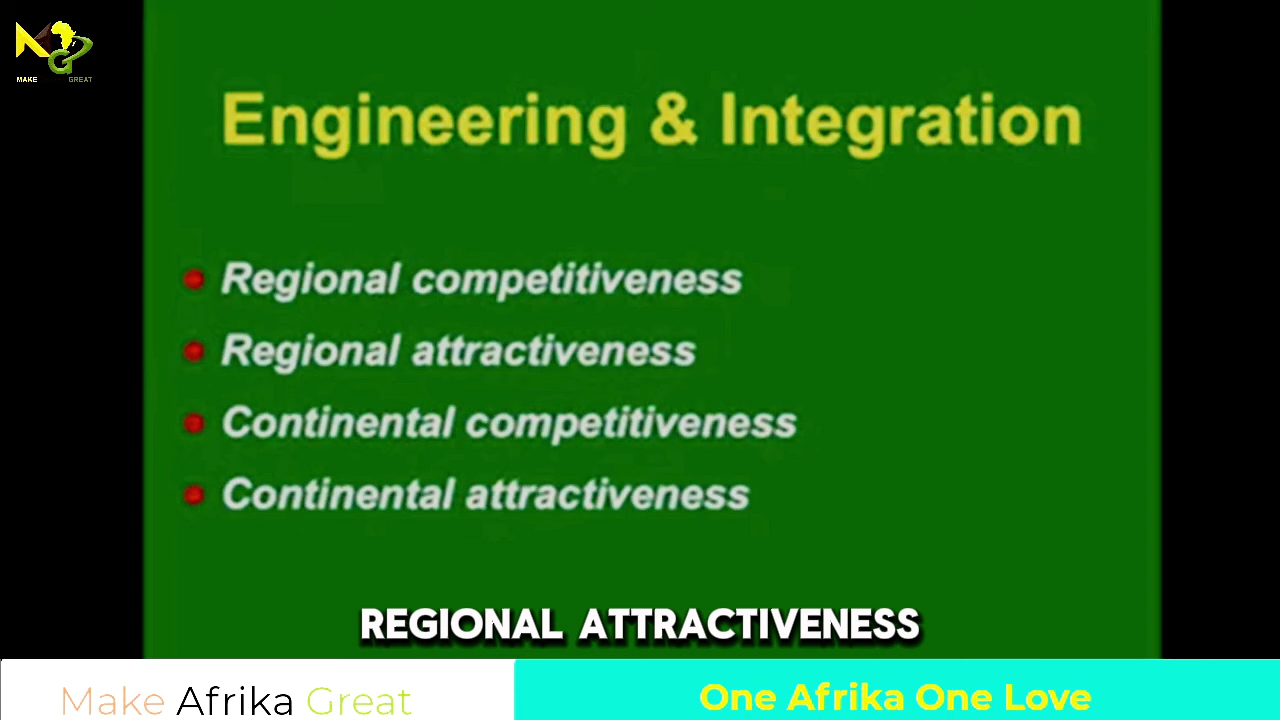 MAKE GREAT
Engineering & Integration
Regional competitiveness
Regional attractiveness
Continental competitiveness
Continental attractiveness
REGIONAL ATTRACTIVENESS
Make Afrika Great
One Afrika One Love